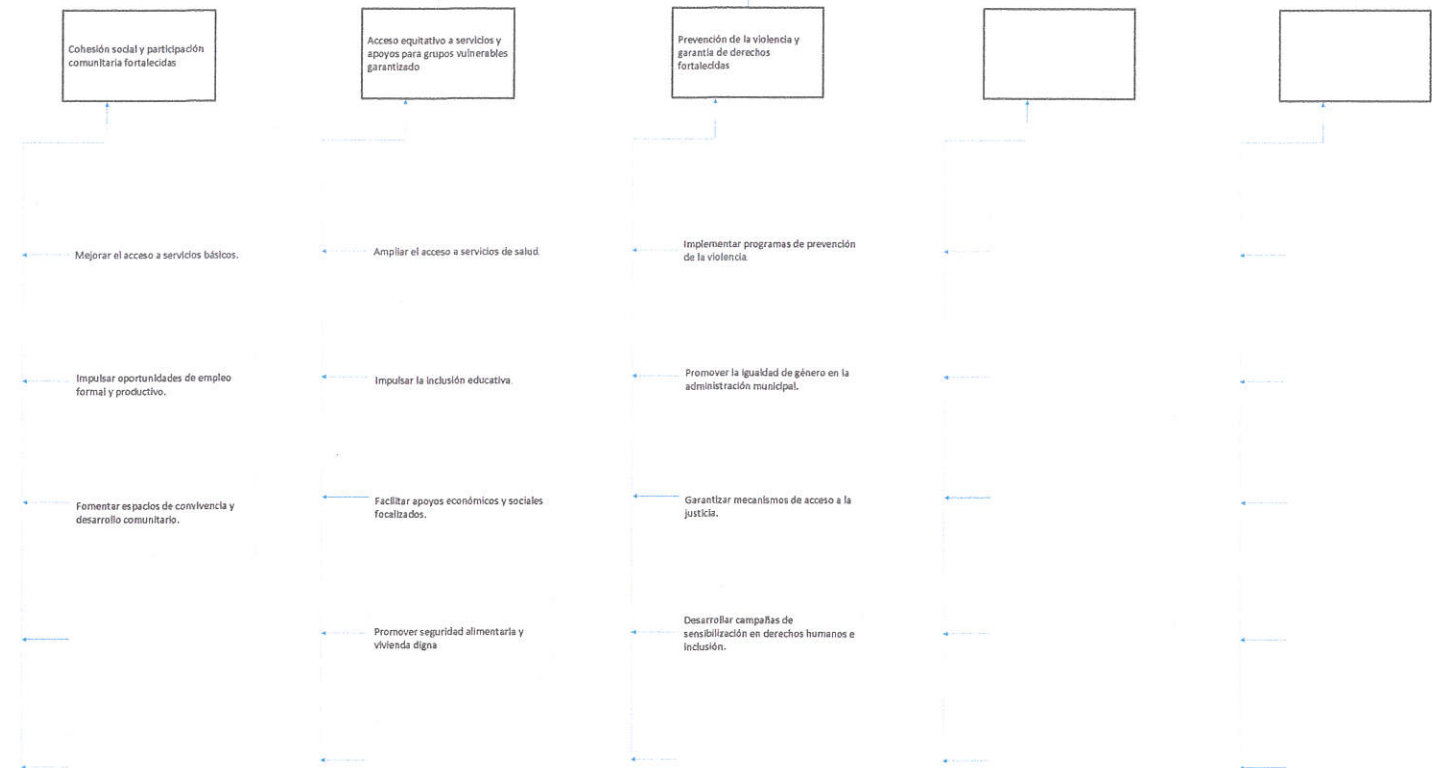 Cohesión social y participación
comunitaria fortalecidas
Acceso equitativo a servicios y
apoyos para grupos vulnerables
garantizado
Prevención de la violencia y
garantía de derechos
fortalecidas
Mejorar el acceso a servicios básicos.
Ampliar el acceso a servicios de salud
Implementar programas de prevención
de la violencia
Impulsar oportunidades de empleo
formal y productivo.
Impulsar la inclusión educativa
Promover la igualdad de género en la
administración municipal.
Fomentar espacios de convivencia y
desarrollo comunitario.
Facilitar apoyos económicos y sociales
focalizados.
Garantizar mecanismos de acceso a la
justicia.
Promover seguridad alimentaria y
vivienda digna
Desarrollar campañas de
sensibilización en derechos humanos e
inclusión.